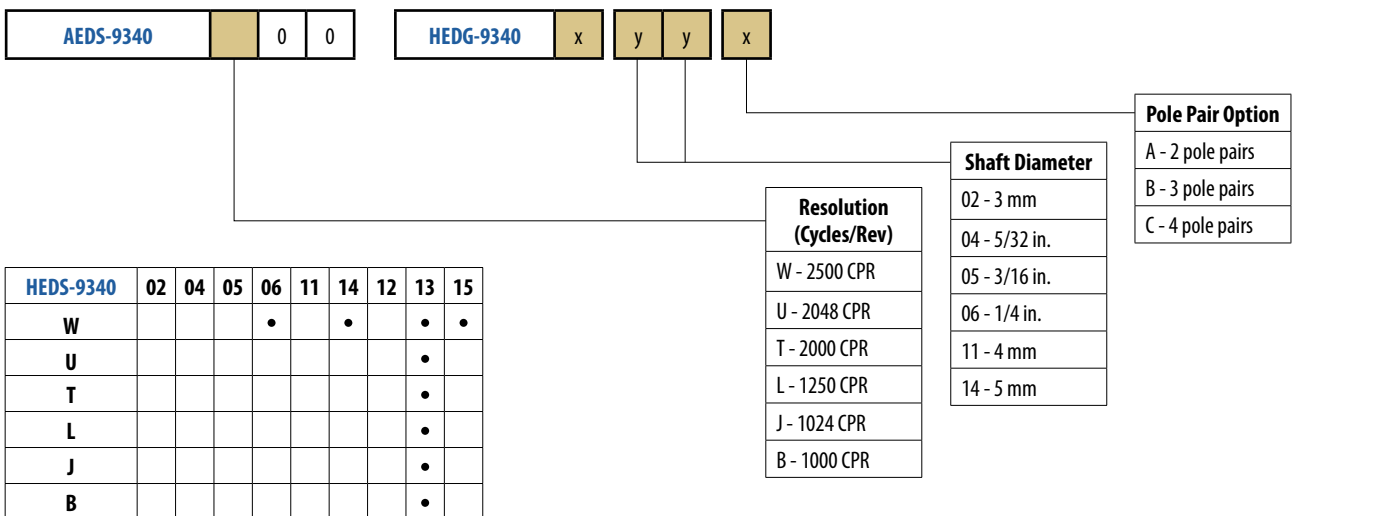 AEDS-9340 0 0 HEDG-9340 x y y x
Pole Pair Option
A - 2 pole pairs
B - 3 pole pairs
C - 4 pole pairs
Shaft Diameter
02 - 3 mm
04 - 5/32 in.
05 - 3/16 in.
06 - 1/4 in.
11 - 4 mm
14 - 5 mm
Resolution
(Cycles/Rev)
W - 2500 CPR
U - 2048 CPR
T - 2000 CPR
L - 1250 CPR
J - 1024 CPR
B - 1000 CPR
HEDS-9340 02 04 05 06 11 14 12 13 15
W • • • •
U •
T •
L •
J •
B •